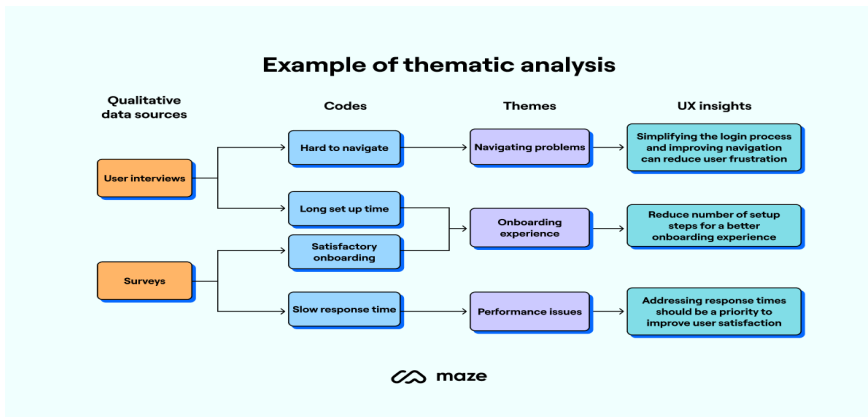 Example of thematic analysis
Qualitative
data sources
Codes
Themes
UX insights
User interviews
Hard to navigate
Navigating problems
Simplifying the login process
and improving navigation
can reduce user frustration
Long set up time
Onboarding
experience
Reduce number of setup
steps for a better
onboarding experience
Surveys
Satisfactory
onboarding
Slow response time
Performance issues
Addressing response times
should be a priority to
improve user satisfaction
maze